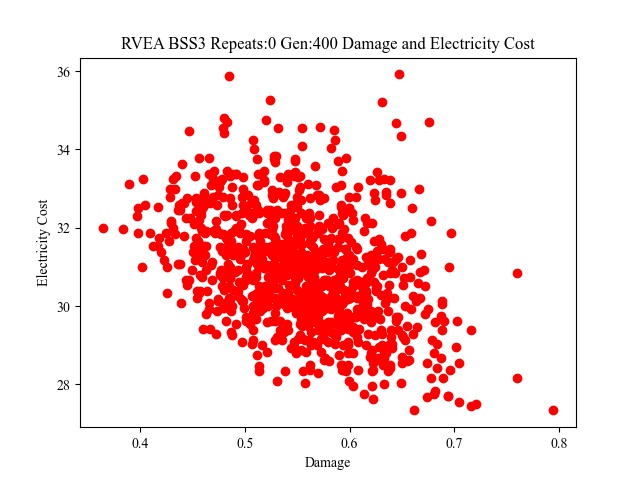 RVEA BSS3 Repeats:0 Gen:400 Damage and Electricity Cost
36
34
32
30
28
Electricity Cost
0.4 0.5 0.6 0.7 0.8
Damage